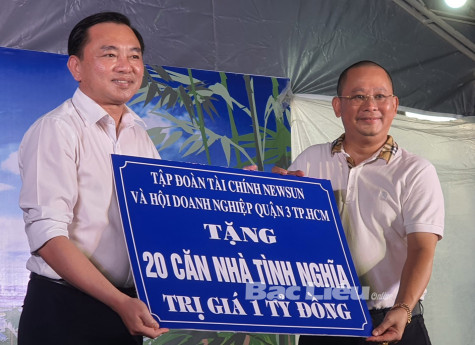 TẬP ĐOÀN TÀI CHÍNH NEWSUN
VÀ HỘI DOANH NGHIỆP QUẬN 3 TP.HCM
TẶNG
20 CĂN NHÀ TÌNH NGHĨA
TRỊ GIÁ 1 TỶ ĐỒNG
Bạc Liêu Online